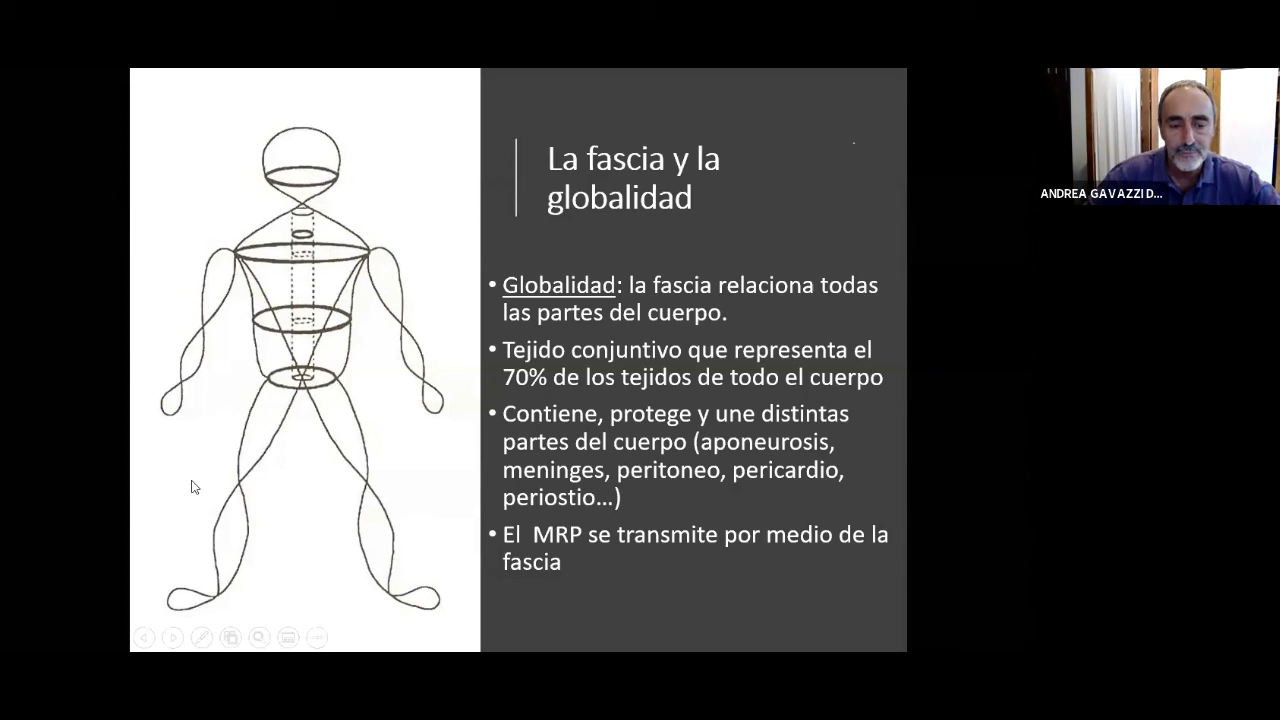 La fascia y la
globalidad
• Globalidad: la fascia relaciona todas
las partes del cuerpo.
• Tejido conjuntivo que representa el
70% de los tejidos de todo el cuerpo
• Contiene, protege y une distintas
partes del cuerpo (aponeurosis,
meninges, peritoneo, pericardio,
periostio...)
• El  MRP se transmite por medio de la
fascia
ANDREA GAVAZZI D...